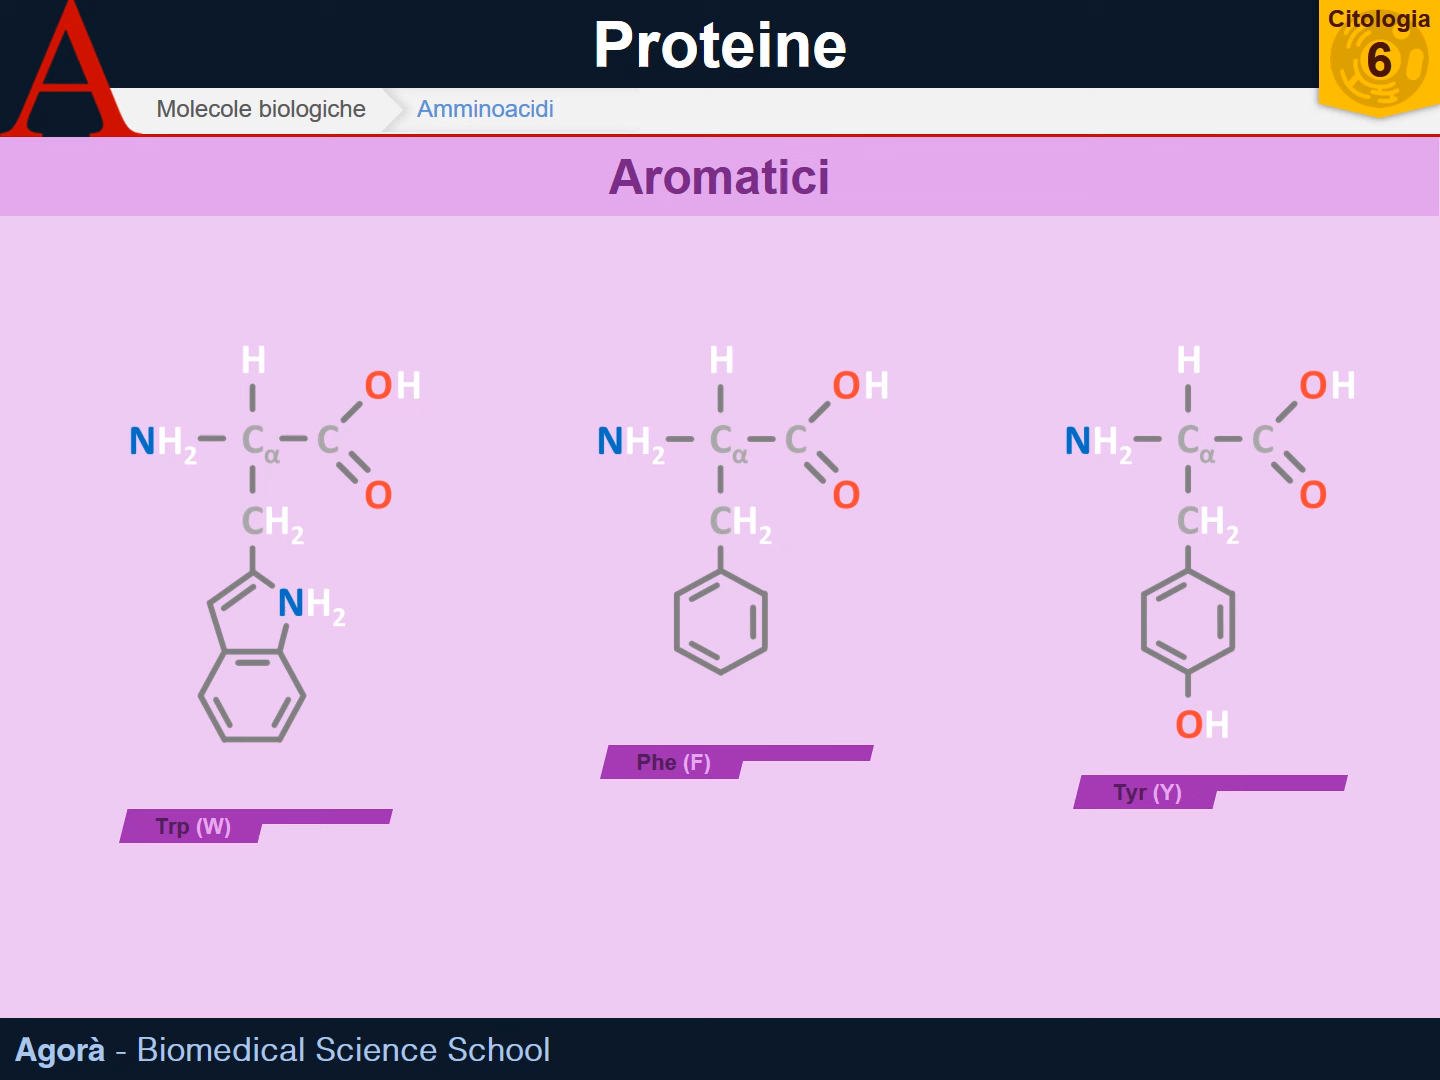 Proteine
Citologia
6
Molecole biologiche
Amminoacidi
Aromatici
H
OH
NH2
Cα
C
O
CH2
NH2
Trp (W)
H
OH
NH2
Cα
C
O
CH2
Phe (F)
H
OH
NH2
Cα
C
O
CH2
OH
Tyr (Y)
Agorà - Biomedical Science School